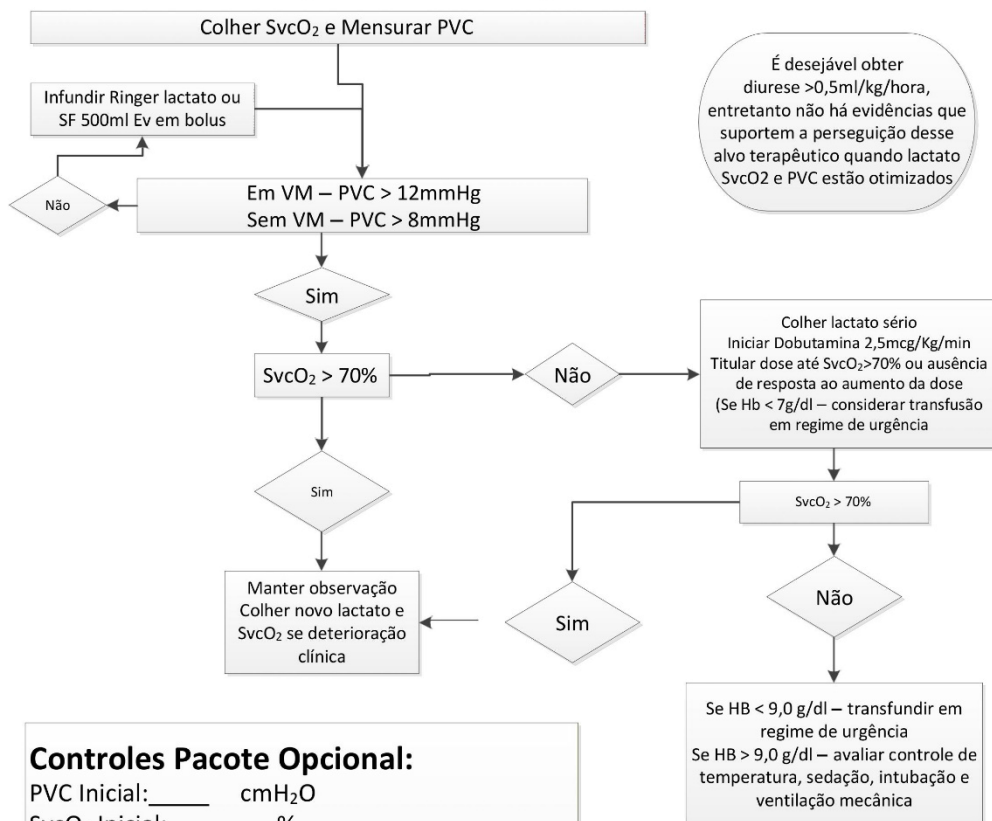 Colher SvcO₂ e Mensurar PVC
É desejável obter
diurese >0,5ml/kg/hora,
entretanto não há evidências que
suportem a perseguição desse
alvo terapêutico quando lactato
SvcO2 e PVC estão otimizados
Infundir Ringer lactato ou
SF 500ml Ev em bolus
Não
Em VM – PVC > 12mmHg
Sem VM – PVC > 8mmHg
Sim
SvcO₂ > 70%
Não
Colher lactato sério
Iniciar Dobutamina 2,5mcg/Kg/min
Titular dose até SvcO₂>70% ou ausência
de resposta ao aumento da dose
(Se Hb < 7g/dl – considerar transfusão
em regime de urgência
Sim
SvcO₂ > 70%
Manter observação
Colher novo lactato e
SvcO₂ se deterioração
clínica
Sim
Não
Se HB < 9,0 g/dl – transfundir em
regime de urgência
Se HB > 9,0 g/dl – avaliar controle de
temperatura, sedação, intubação e
ventilação mecânica
Controles Pacote Opcional:
PVC Inicial:_____ cmH₂O
SvcO₂ Inicial: %